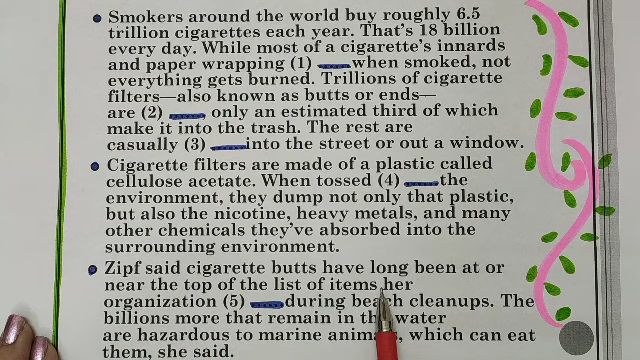 Smokers around the world buy roughly 6.5
trillion cigarettes each year. That's 18 billion
every day. While most of a cigarette's innards
and paper wrapping (1) ....... when smoked, not
everything gets burned. Trillions of cigarette
filters—also known as butts or ends—
are (2) ......., only an estimated third of which
make it into the trash. The rest are
casually (3) ....... into the street or out a window.
Cigarette filters are made of a plastic called
cellulose acetate. When tossed (4) ....... the
environment, they dump not only that plastic,
but also the nicotine, heavy metals, and many
other chemicals they've absorbed into the
surrounding environment.
Zipf said cigarette butts have long been at or
near the top of the list of items her
organization (5) ....... during beach cleanups. The
billions more that remain in the water
are hazardous to marine animals, which can eat
them, she said.